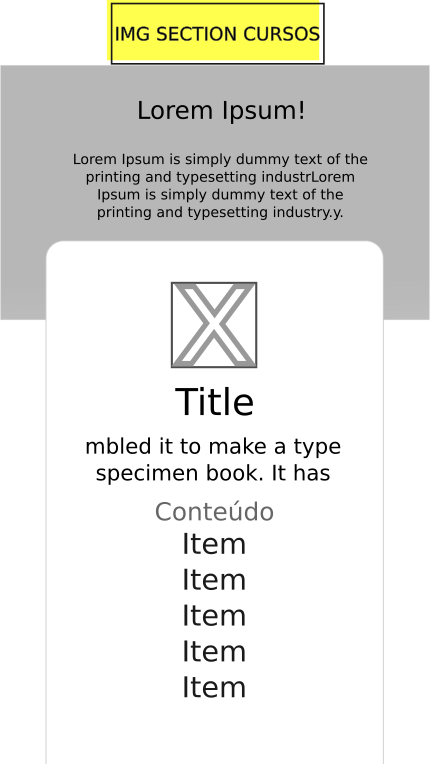 IMG SECTION CURSOS
Lorem Ipsum!
Lorem Ipsum is simply dummy text of the
printing and typesetting industrLorem
Ipsum is simply dummy text of the
printing and typesetting industry.y.
Title
mbled it to make a type
specimen book. It has
Conteúdo
Item
Item
Item
Item
Item